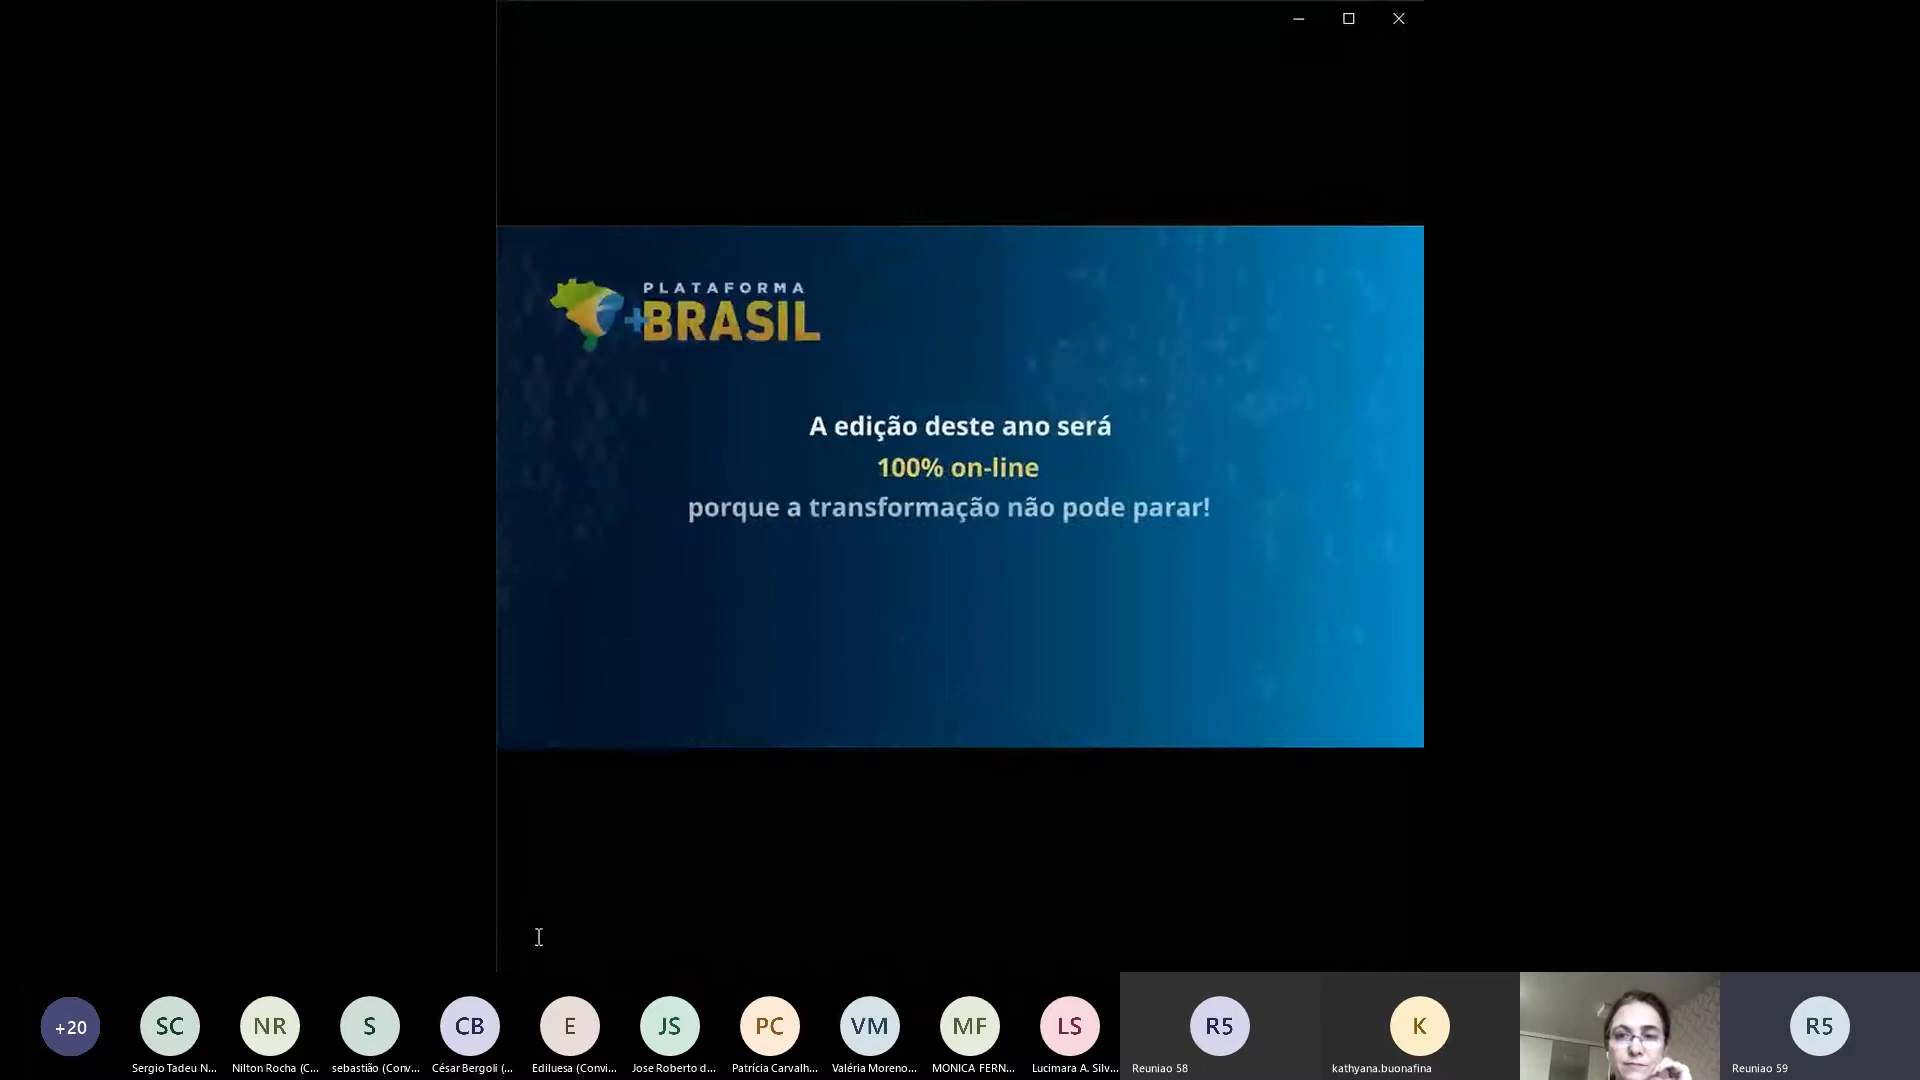 PLATAFORMA
+BRASIL
A edição deste ano será
100% on-line
porque a transformação não pode parar!
+20
SC
NR
S
CB
E
JS
PC
VM
MF
LS
R5
K
R5
Sergio Tadeu N...
Nilton Rocha (C...
sebastião (Conv...
César Bergoli (...
Ediluesa (Convi...
Jose Roberto d...
Patrícia Carvalh...
Valéria Moreno...
MONICA FERN...
Lucimara A. Silv...
Reuniao 58
kathyana.buonafina
Reuniao 59